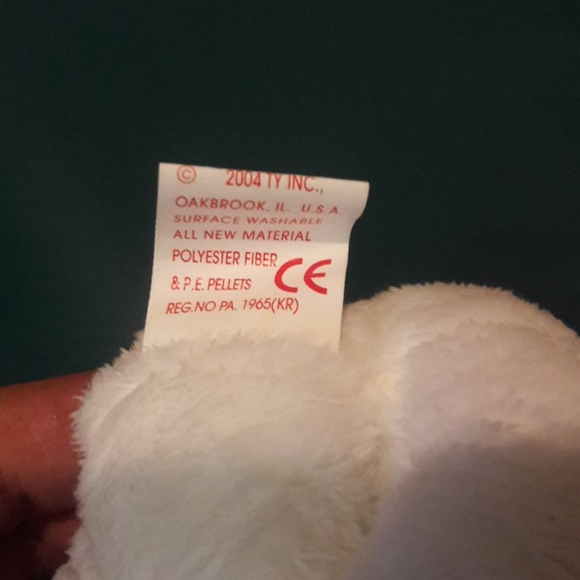 © 2004 TY INC.,
OAKBROOK, IL. U.S.A
SURFACE WASHABLE
ALL NEW MATERIAL
POLYESTER FIBER
& P.E. PELLETS CE
REG.NO PA. 1965(KR)